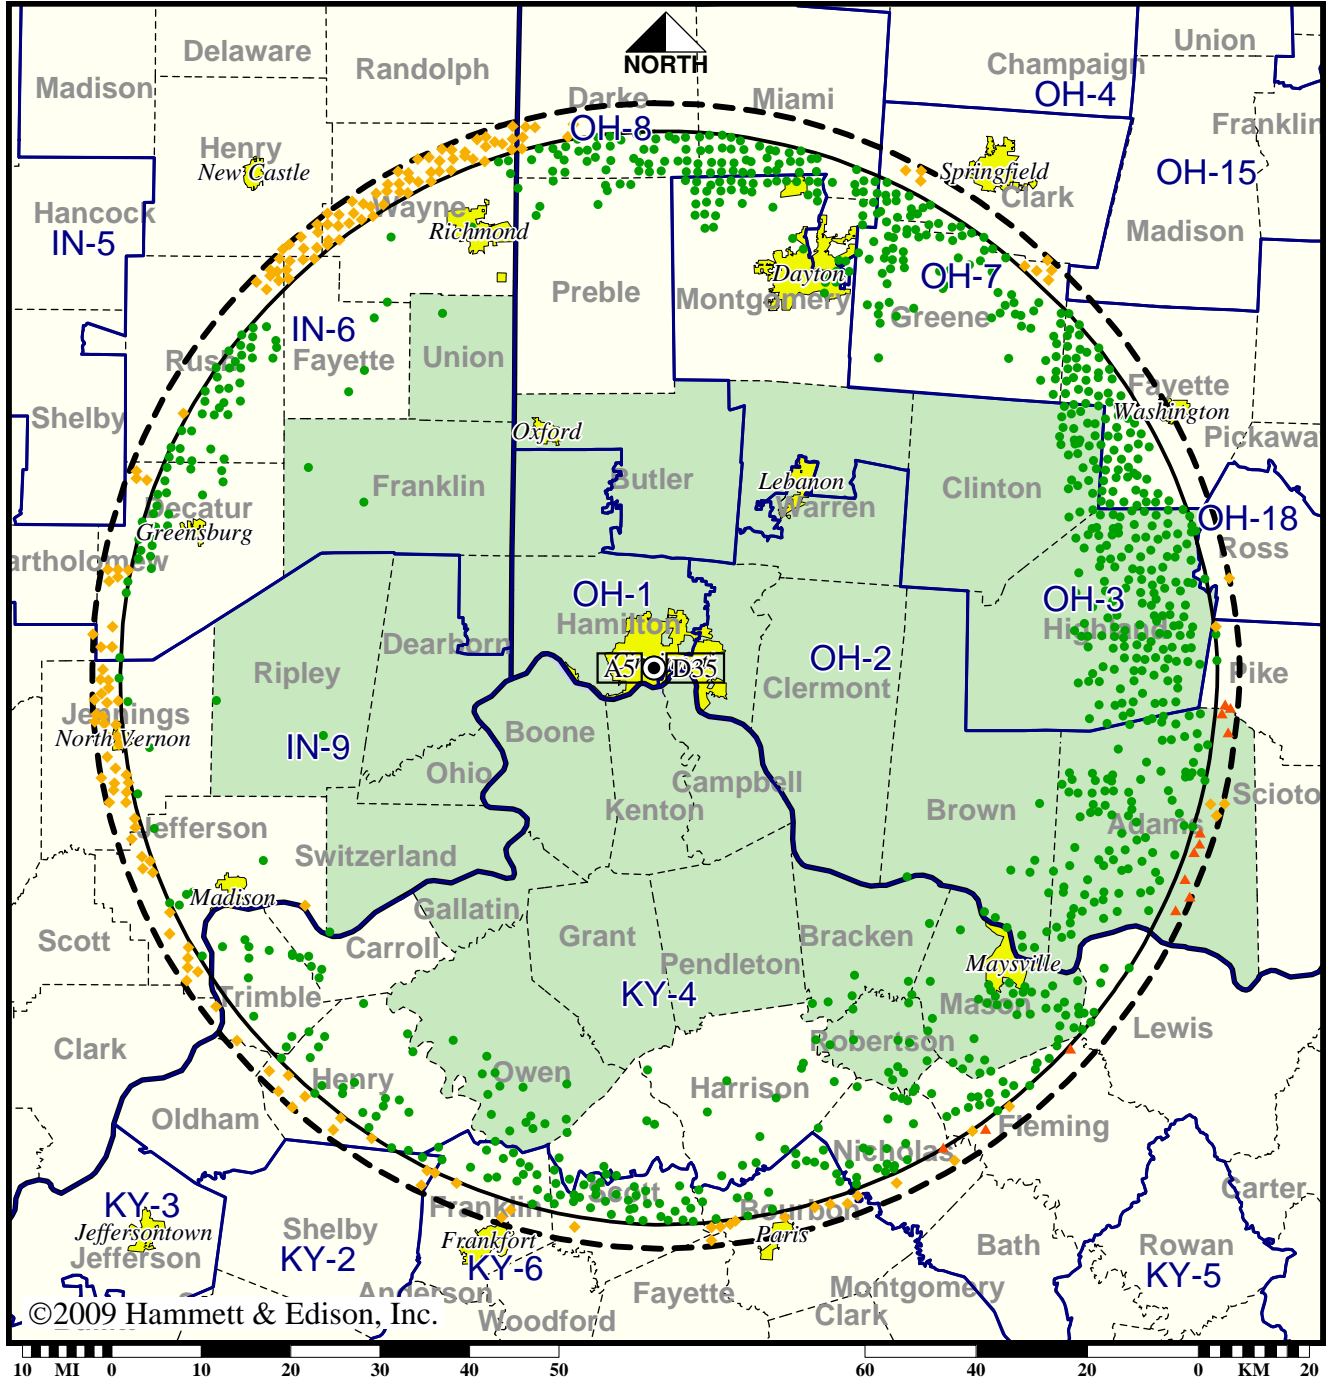 Union
Delaware
Randolph
Champaign
Madison
NORTH
OH-4
Darke
Miami
Franklin
OH-8
Henry
New Castle
Springfield
OH-15
Clark
Hancock
Wayne
Richmond
Madison
IN-5
Dayton
OH-7
Preble
Montgomery
Greene
IN-6
Rush
Fayette
Union
Fayette
Washington
Shelby
Oxford
Pickawa
Butler
Lebanon
Franklin
Clinton
Decatur
Warren
OH-18
Greensburg
Ross
artholomew
OH-1
OH-3
Hamilton
Highland
Dearborn
OH-2
A5
D35
Ripley
Clermont
Pike
Jennings
Boone
North Vernon
IN-9
Ohio
Campbell
Scioto
Kenton
Brown
Adams
Jefferson
Switzerland
Madison
Gallatin
Scott
Carroll
Grant
Bracken
Pendleton
Maysville
KY-4
Trimble
Mason
Lewis
Clark
Robertson
Owen
Henry
Harrison
Oldham
Fleming
Nicholas
KY-3
Scott
Carter
Franklin
Bourbon
Jeffersontown
Shelby
Frankfort
Paris
Jefferson
KY-2
KY-6
Bath
Rowan
KY-5
Anderson
Fayette
Montgomery
©2009 Hammett & Edison, Inc.
Woodford
Clark
10 MI 0 10 20 30 40 50 60 40 20 0 KM 20